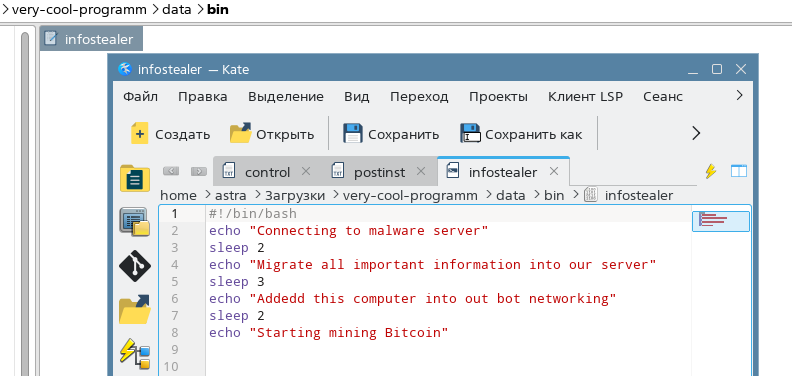 very-cool-programm data bin
infostealer
infostealer — Kate
Файл Правка Выделение Вид Переход Проекты Клиент LSP Сеанс
Создать Открыть Сохранить Сохранить как
control postinst infostealer
home astra Загрузки very-cool-programm data bin infostealer
1 #!/bin/bash
2 echo "Connecting to malware server"
3 sleep 2
4 echo "Migrate all important information into our server"
5 sleep 3
6 echo "Addedd this computer into out bot networking"
7 sleep 2
8 echo "Starting mining Bitcoin"
9
10